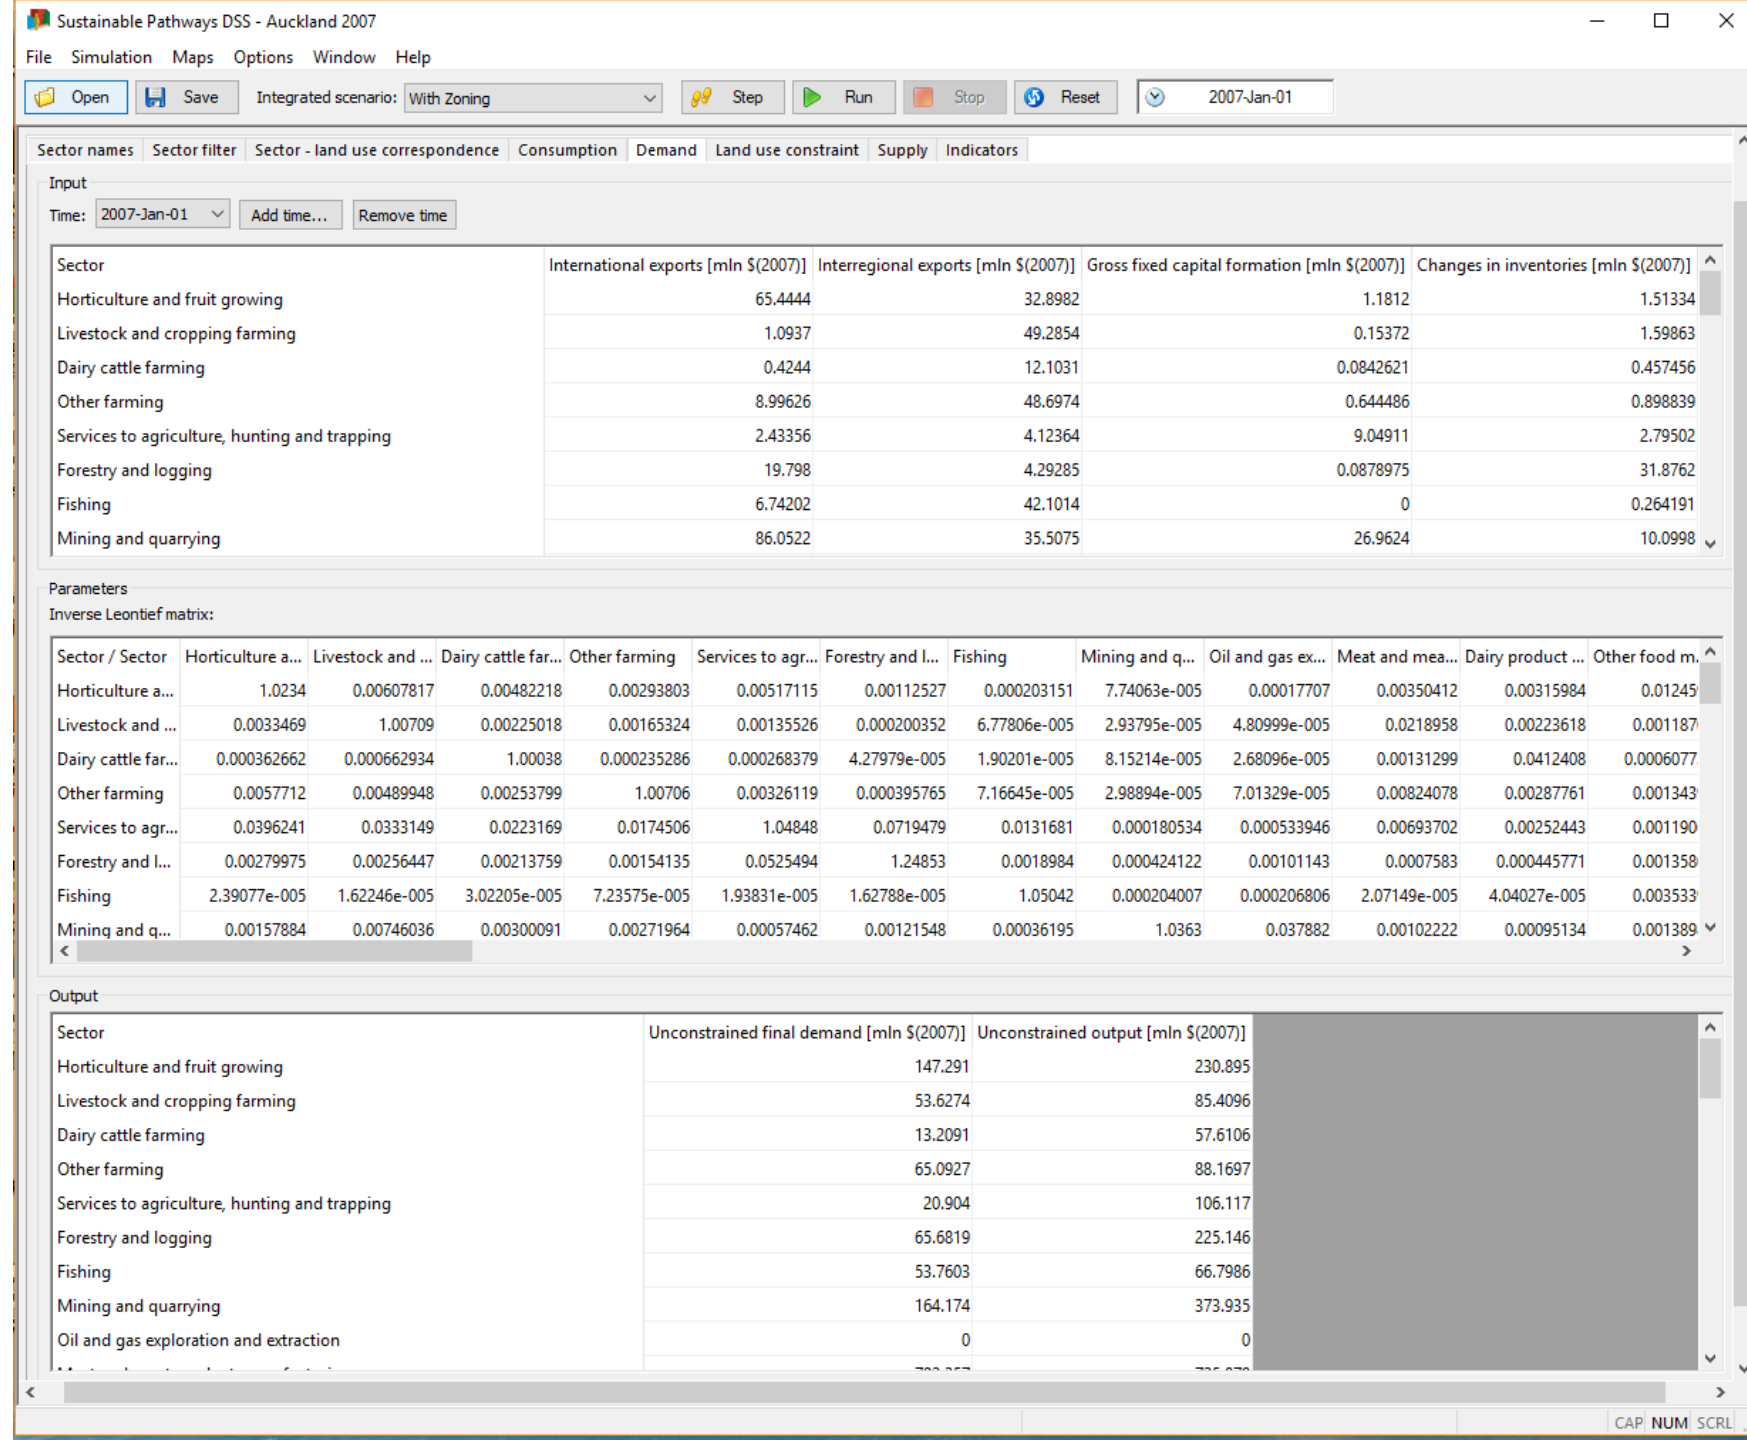 Sustainable Pathways DSS - Auckland 2007
File Simulation Maps Options Window Help
Open Save Integrated scenario: With Zoning Step Run Stop Reset 2007-Jan-01
Sector names Sector filter Sector - land use correspondence Consumption Demand Land use constraint Supply Indicators
Input
Time: 2007-Jan-01 Add time... Remove time
Sector International exports [mln $(2007)] Interregional exports [mln $(2007)] Gross fixed capital formation [mln $(2007)] Changes in inventories [mln $(2007)]
Horticulture and fruit growing 65.4444 32.8982 1.1812 1.51334
Livestock and cropping farming 1.0937 49.2854 0.15372 1.59863
Dairy cattle farming 0.4244 12.1031 0.0842621 0.457456
Other farming 8.99626 48.6974 0.644486 0.898839
Services to agriculture, hunting and trapping 2.43356 4.12364 9.04911 2.79502
Forestry and logging 19.798 4.29285 0.0878975 31.8762
Fishing 6.74202 42.1014 0 0.264191
Mining and quarrying 86.0522 35.5075 26.9624 10.0998
Parameters
Inverse Leontief matrix:
Sector / Sector Horticulture a... Livestock and ... Dairy cattle far... Other farming Services to agr... Forestry and l... Fishing Mining and q... Oil and gas ex... Meat and mea... Dairy product ... Other food m.
Horticulture a... 1.0234 0.00607817 0.00482218 0.00293803 0.00517115 0.00112527 0.000203151 7.74063e-005 0.00017707 0.00350412 0.00315984 0.01245
Livestock and ... 0.0033469 1.00709 0.00225018 0.00165324 0.00135526 0.000200352 6.77806e-005 2.93795e-005 4.80999e-005 0.0218958 0.00223618 0.001187
Dairy cattle far... 0.000362662 0.000662934 1.00038 0.000235286 0.000268379 4.27979e-005 1.90201e-005 8.15214e-005 2.68096e-005 0.00131299 0.0412408 0.0006077
Other farming 0.0057712 0.00489948 0.00253799 1.00706 0.00326119 0.000395765 7.16645e-005 2.98894e-005 7.01329e-005 0.00824078 0.00287761 0.001343
Services to agr... 0.0396241 0.0333149 0.0223169 0.0174506 1.04848 0.0719479 0.0131681 0.000180534 0.000533946 0.00693702 0.00252443 0.001190
Forestry and l... 0.00279975 0.00256447 0.00213759 0.00154135 0.0525494 1.24853 0.0018984 0.000424122 0.00101143 0.0007583 0.000445771 0.001358
Fishing 2.39077e-005 1.62246e-005 3.02205e-005 7.23575e-005 1.93831e-005 1.62788e-005 1.05042 0.000204007 0.000206806 2.07149e-005 4.04027e-005 0.003533
Mining and q... 0.00157884 0.00746036 0.00300091 0.00271964 0.00057462 0.00121548 0.00036195 1.0363 0.037882 0.00102222 0.00095134 0.001389
Output
Sector Unconstrained final demand [mln $(2007)] Unconstrained output [mln $(2007)]
Horticulture and fruit growing 147.291 230.895
Livestock and cropping farming 53.6274 85.4096
Dairy cattle farming 13.2091 57.6106
Other farming 65.0927 88.1697
Services to agriculture, hunting and trapping 20.904 106.117
Forestry and logging 65.6819 225.146
Fishing 53.7603 66.7986
Mining and quarrying 164.174 373.935
Oil and gas exploration and extraction 0 0
CAP NUM SCRL